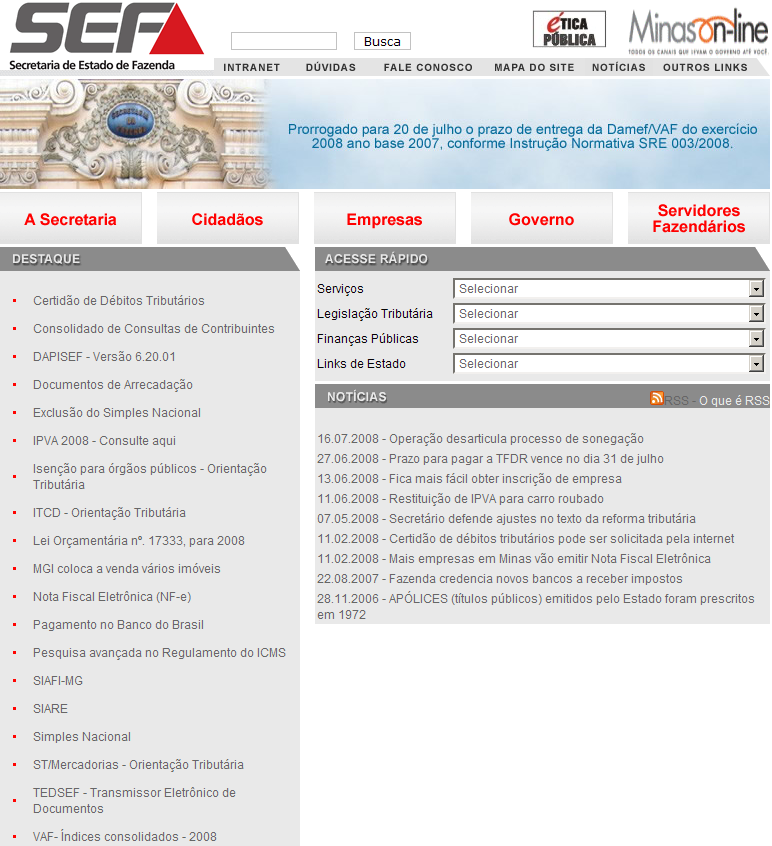 SEF
Secretaria de Estado de Fazenda
Busca
ÉTICA
PÚBLICA
Minas on-line
TODOS OS CANAIS QUE LEVAM O GOVERNO ATÉ VOCÊ.
INTRANET DÚVIDAS FALE CONOSCO MAPA DO SITE NOTÍCIAS OUTROS LINKS
Prorrogado para 20 de julho o prazo de entrega da Damef/VAF do exercício
2008 ano base 2007, conforme Instrução Normativa SRE 003/2008.
A Secretaria
Cidadãos
Empresas
Governo
Servidores
Fazendários
DESTAQUE
Certidão de Débitos Tributários
Consolidado de Consultas de Contribuintes
DAPISEF - Versão 6.20.01
Documentos de Arrecadação
Exclusão do Simples Nacional
IPVA 2008 - Consulte aqui
Isenção para órgãos públicos - Orientação
Tributária
ITCD - Orientação Tributária
Lei Orçamentária nº. 17333, para 2008
MGI coloca a venda vários imóveis
Nota Fiscal Eletrônica (NF-e)
Pagamento no Banco do Brasil
Pesquisa avançada no Regulamento do ICMS
SIAFI-MG
SIARE
Simples Nacional
ST/Mercadorias - Orientação Tributária
TEDSEF - Transmissor Eletrônico de
Documentos
VAF- Índices consolidados - 2008
ACESSE RÁPIDO
Serviços Selecionar
Legislação Tributária Selecionar
Finanças Públicas Selecionar
Links de Estado Selecionar
NOTÍCIAS
RSS - O que é RSS
16.07.2008 - Operação desarticula processo de sonegação
27.06.2008 - Prazo para pagar a TFDR vence no dia 31 de julho
13.06.2008 - Fica mais fácil obter inscrição de empresa
11.06.2008 - Restituição de IPVA para carro roubado
07.05.2008 - Secretário defende ajustes no texto da reforma tributária
11.02.2008 - Certidão de débitos tributários pode ser solicitada pela internet
11.02.2008 - Mais empresas em Minas vão emitir Nota Fiscal Eletrônica
22.08.2007 - Fazenda credencia novos bancos a receber impostos
28.11.2006 - APÓLICES (títulos públicos) emitidos pelo Estado foram prescritos
em 1972